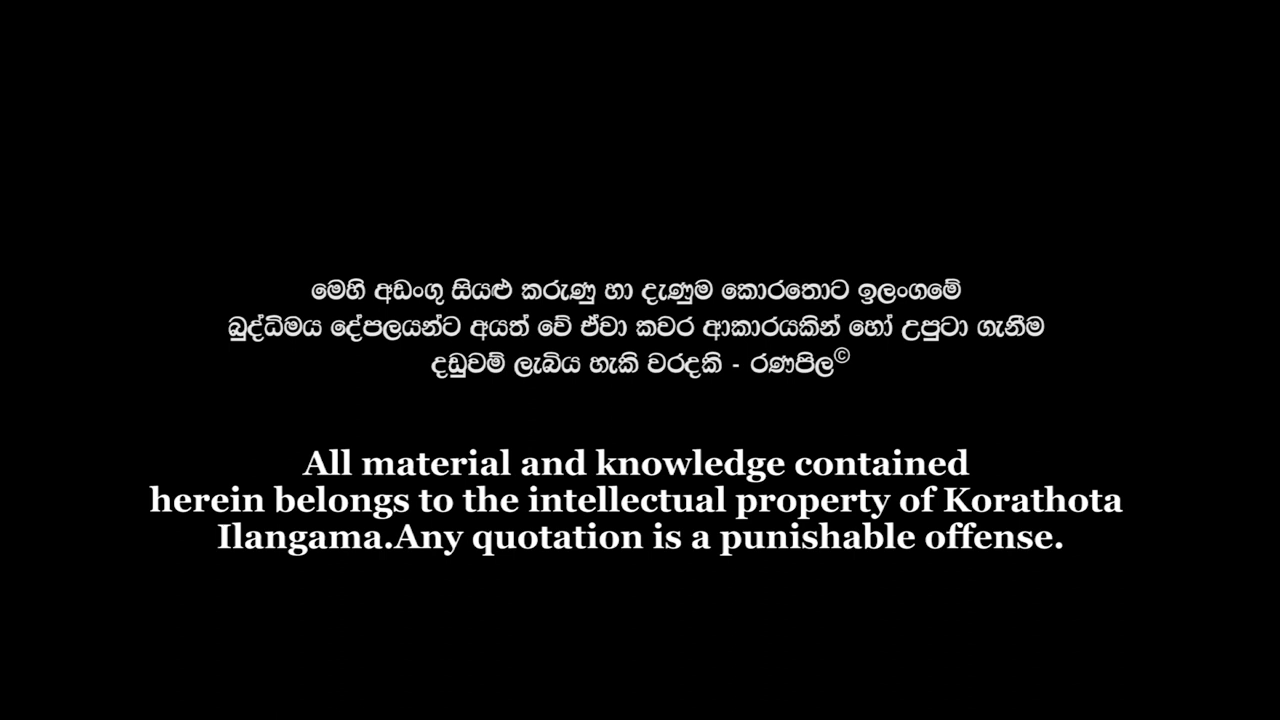 මෙහි අඩංගු සියළු කරුණු හා දැණුම කොරතොට ඉලංගමේ
බුද්ධිමය දේපලයන්ට අයත් වේ ඒවා කවර ආකාරයකින් හෝ උපුටා ගැනීම
දඩුවම් ලැබිය හැකි වරදකි - රණපිල©
All material and knowledge contained
herein belongs to the intellectual property of Korathota
Ilangama.Any quotation is a punishable offense.